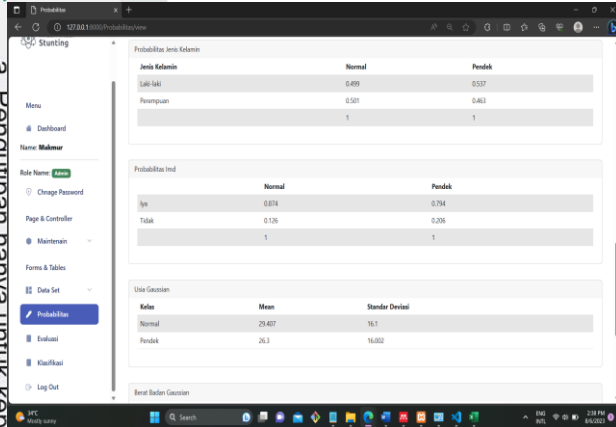 Probabilitas
127.0.0.1:8000/Probabilitas/view
Stunting
Menu
Dashboard
Name: Makmur
Role Name: Admin
Chnage Password
Page & Controller
Maintenain
Forms & Tables
Data Set
Probabilitas
Evaluasi
Klasifikasi
Log Out
Probabilitas Jenis Kelamin
Jenis Kelamin Normal Pendek
Laki-laki 0.499 0.537
Perempuan 0.501 0.463
1 1
Probabilitas Imd
Normal Pendek
Iya 0.874 0.794
Tidak 0.126 0.206
1 1
Usia Gaussian
Kelas Mean Standar Deviasi
Normal 29.407 16.1
Pendek 26.3 16.002
Berat Badan Gaussian
34°C
Mostly sunny
Search
ENG
INTL
2:38 PM
8/6/2023